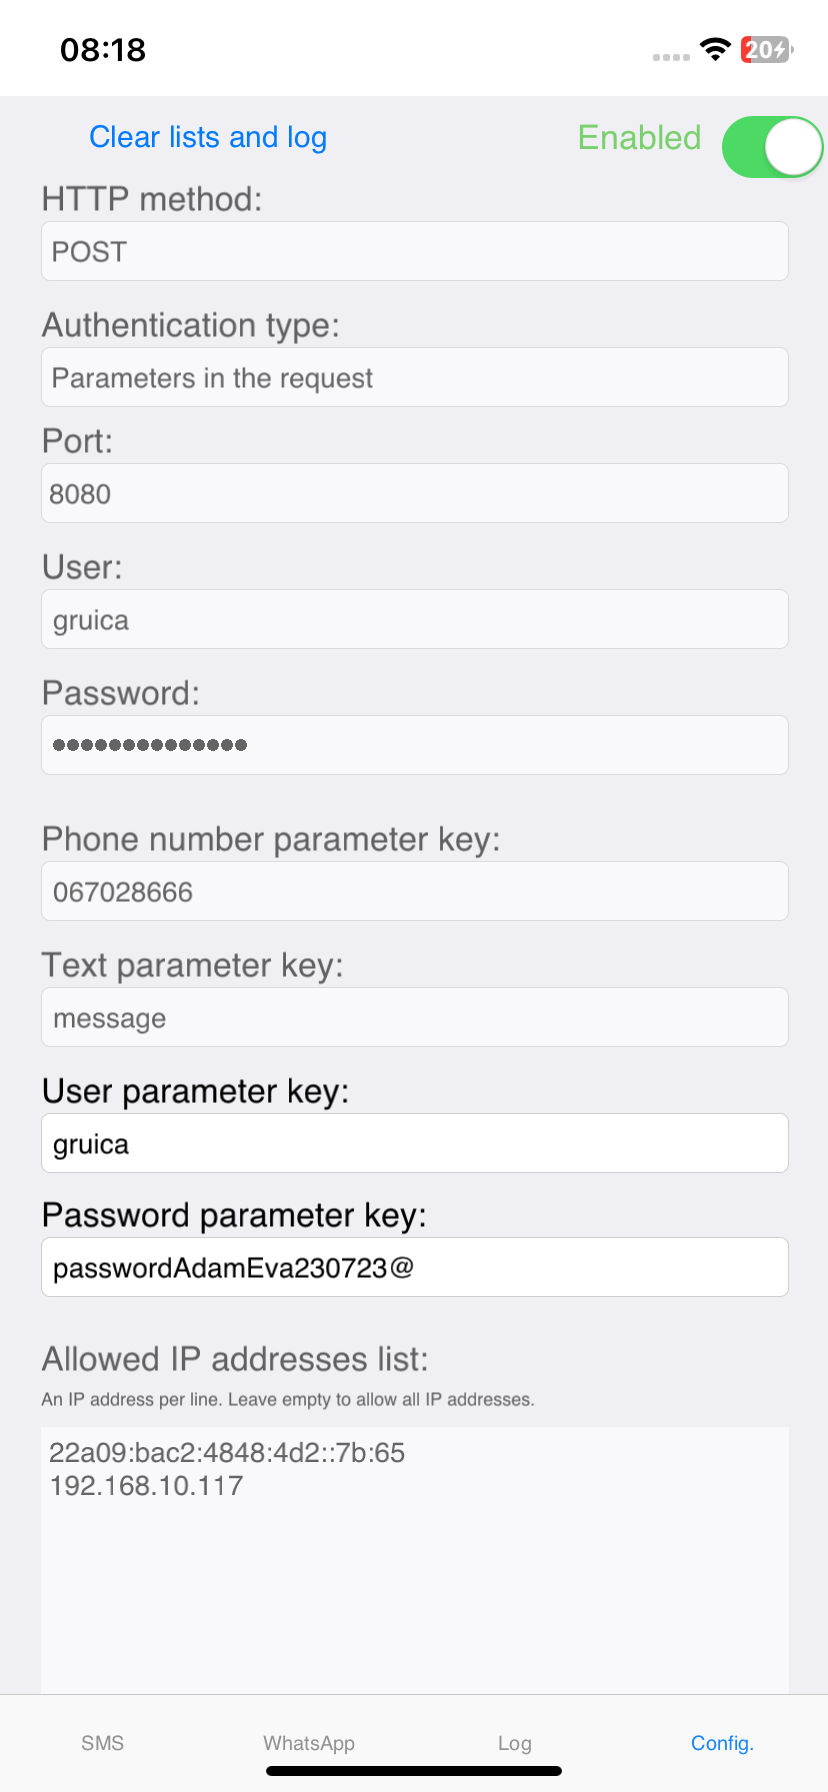 08:18
20
Clear lists and log
Enabled
HTTP method:
POST
Authentication type:
Parameters in the request
Port:
8080
User:
gruica
Password:
••••••••••••••
Phone number parameter key:
067028666
Text parameter key:
message
User parameter key:
gruica
Password parameter key:
passwordAdamEva230723@
Allowed IP addresses list:
An IP address per line. Leave empty to allow all IP addresses.
22a09:bac2:4848:4d2::7b:65
192.168.10.117
SMS
WhatsApp
Log
Config.